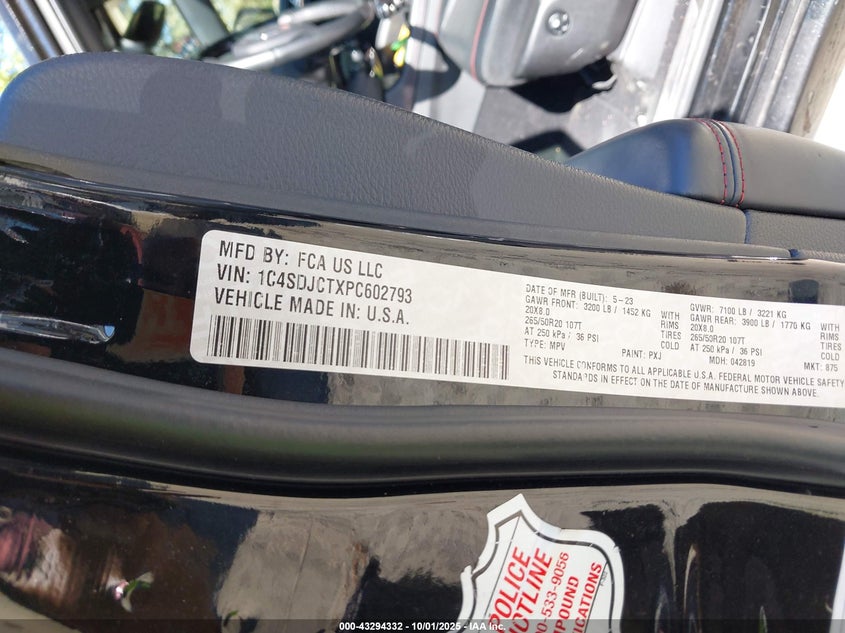 MFD BY: FCA US LLC
VIN: 1C4SDJCTXPC602793
VEHICLE MADE IN: U.S.A.
DATE OF MFR (BUILT): 5-23
GAWR FRONT: 3200 LB / 1452 KG WITH
20X8.0 RIMS
265/50R20 107T TIRES
AT 250 kPa / 36 PSI COLD
TYPE: MPV PAINT: PXJ
GVWR: 7100 LB / 3221 KG
GAWR REAR: 3900 LB / 1770 KG WITH
20X8.0 RIMS
265/50R20 107T TIRES
AT 250 kPa / 36 PSI COLD
MDH: 042819 MKT: 875
THIS VEHICLE CONFORMS TO ALL APPLICABLE U.S.A. FEDERAL MOTOR VEHICLE SAFETY
STANDARDS IN EFFECT ON THE DATE OF MANUFACTURE SHOWN ABOVE.
POLICE
HOTLINE
00-533-9056
000-43294332 - 10/01/2025 - IAA Inc.